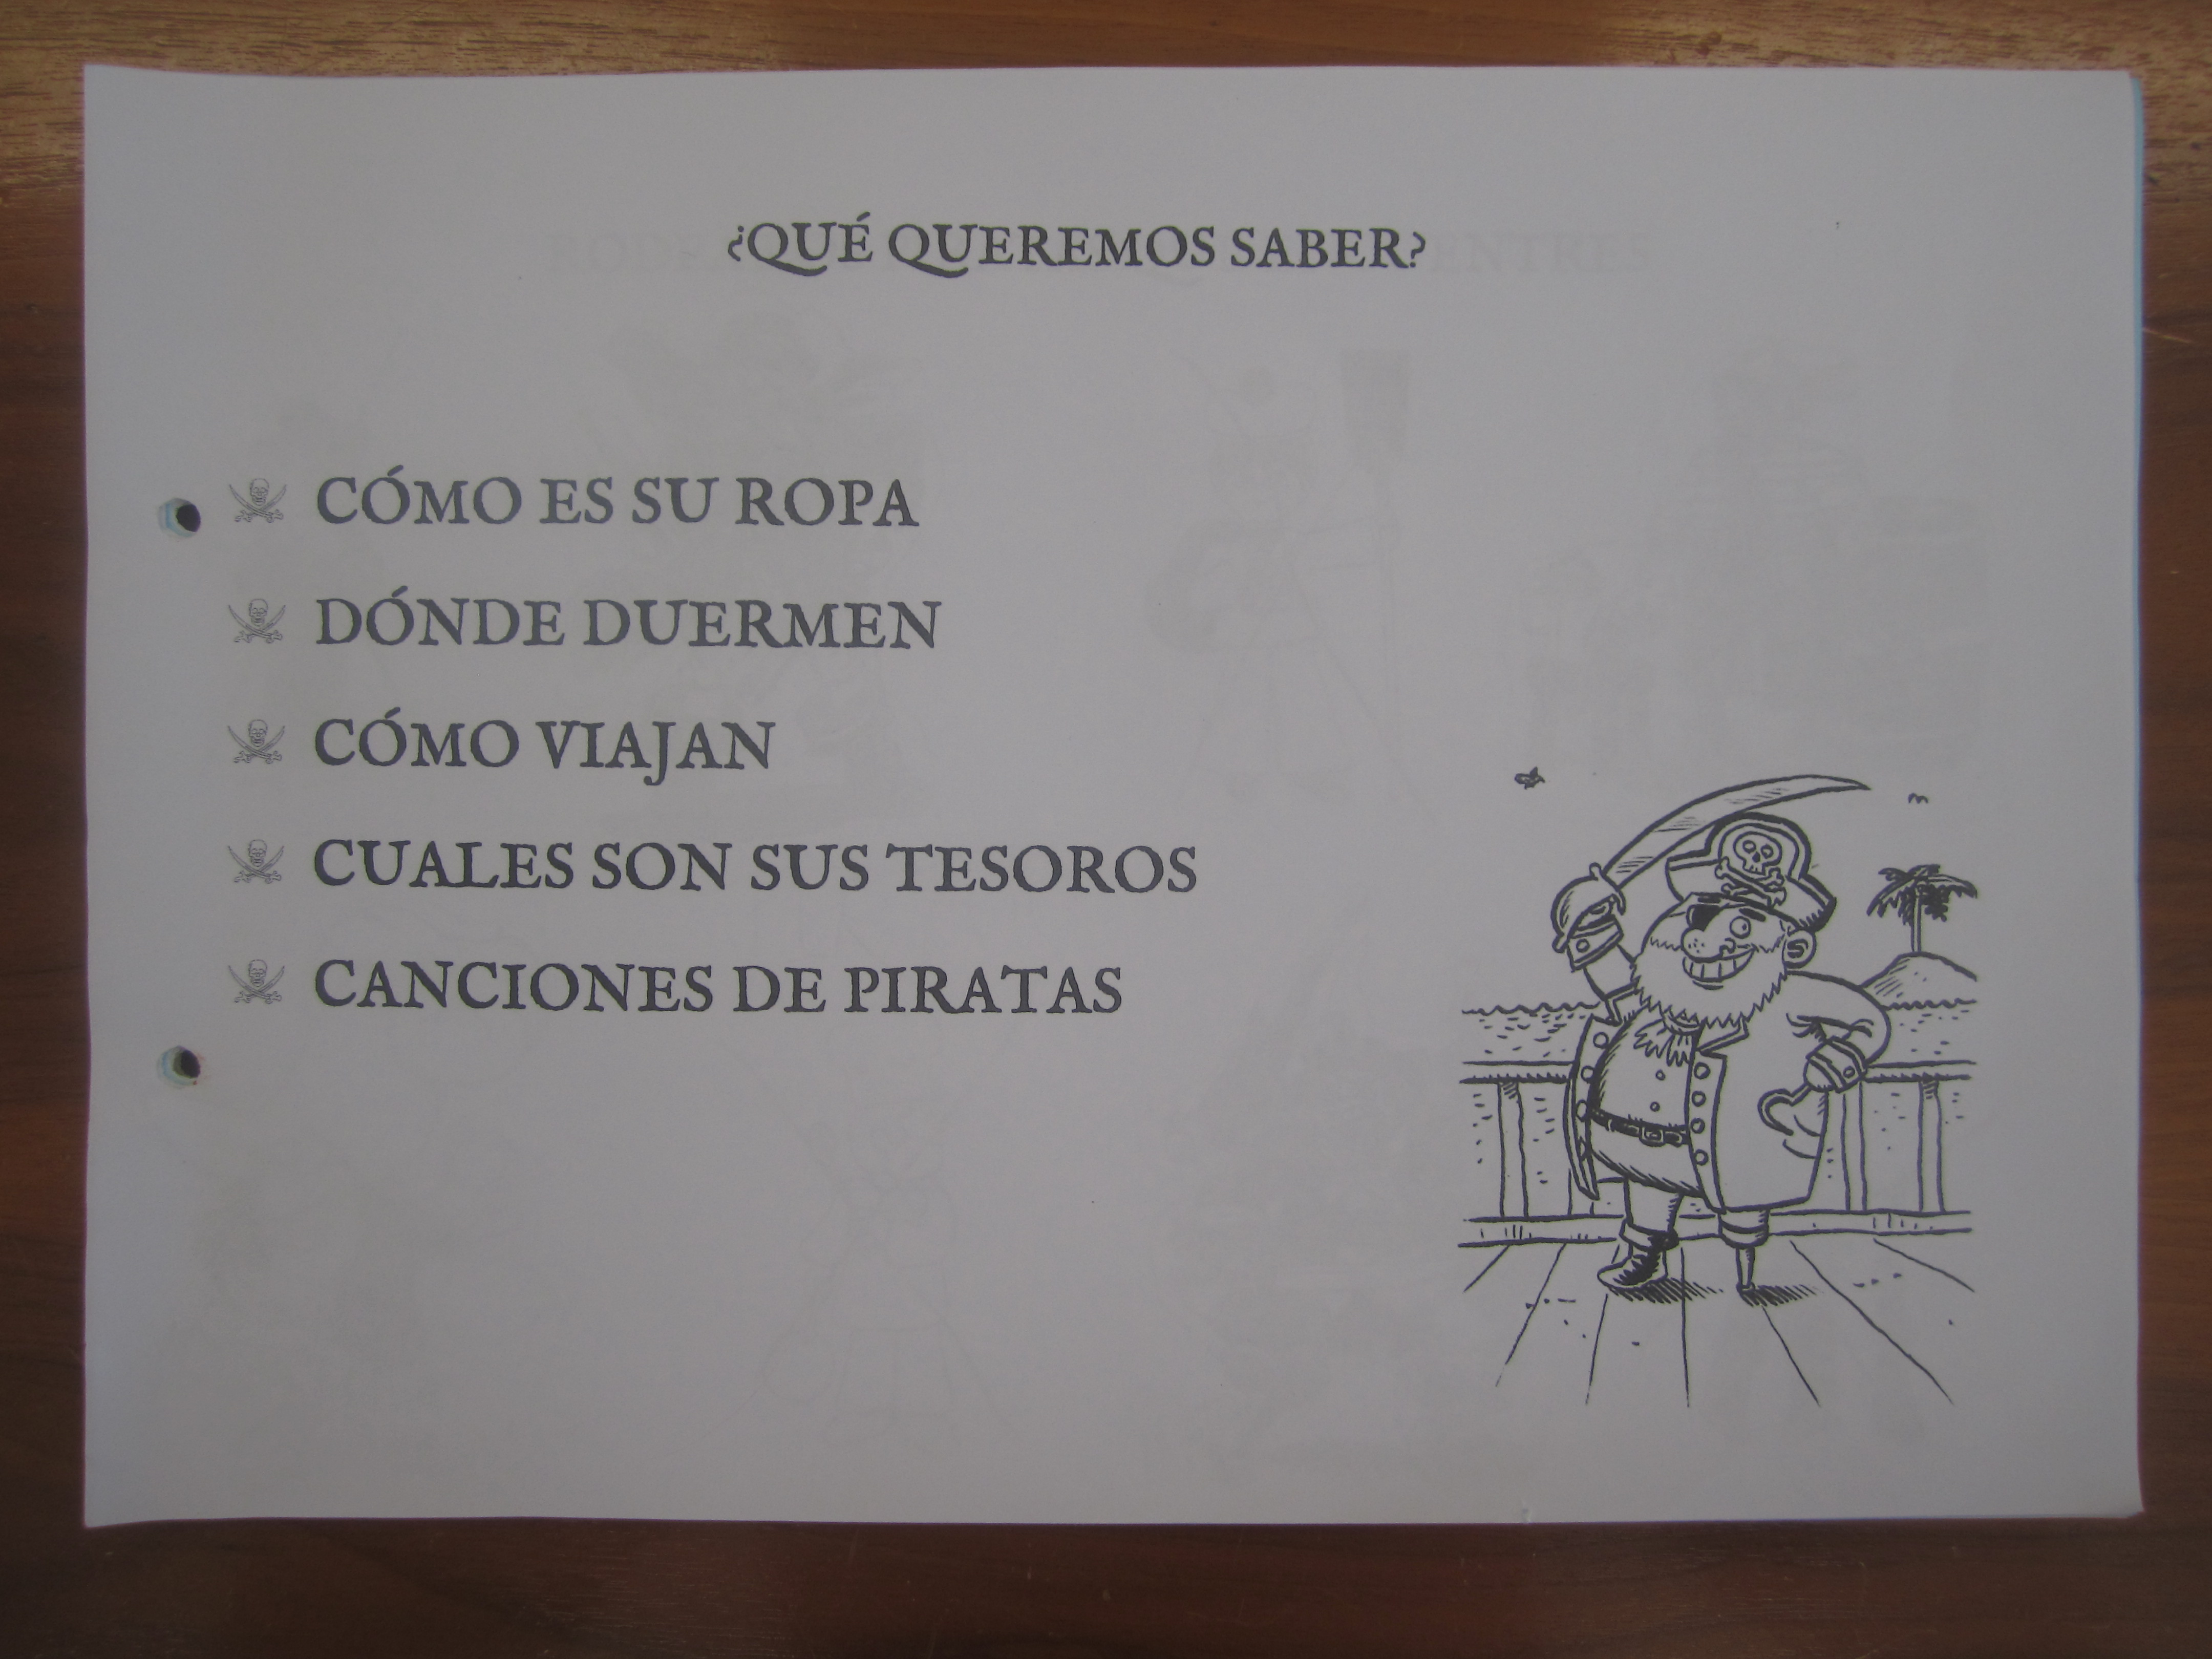 ¿QUÉ QUEREMOS SABER?
CÓMO ES SU ROPA
DÓNDE DUERMEN
CÓMO VIAJAN
CUALES SON SUS TESOROS
CANCIONES DE PIRATAS